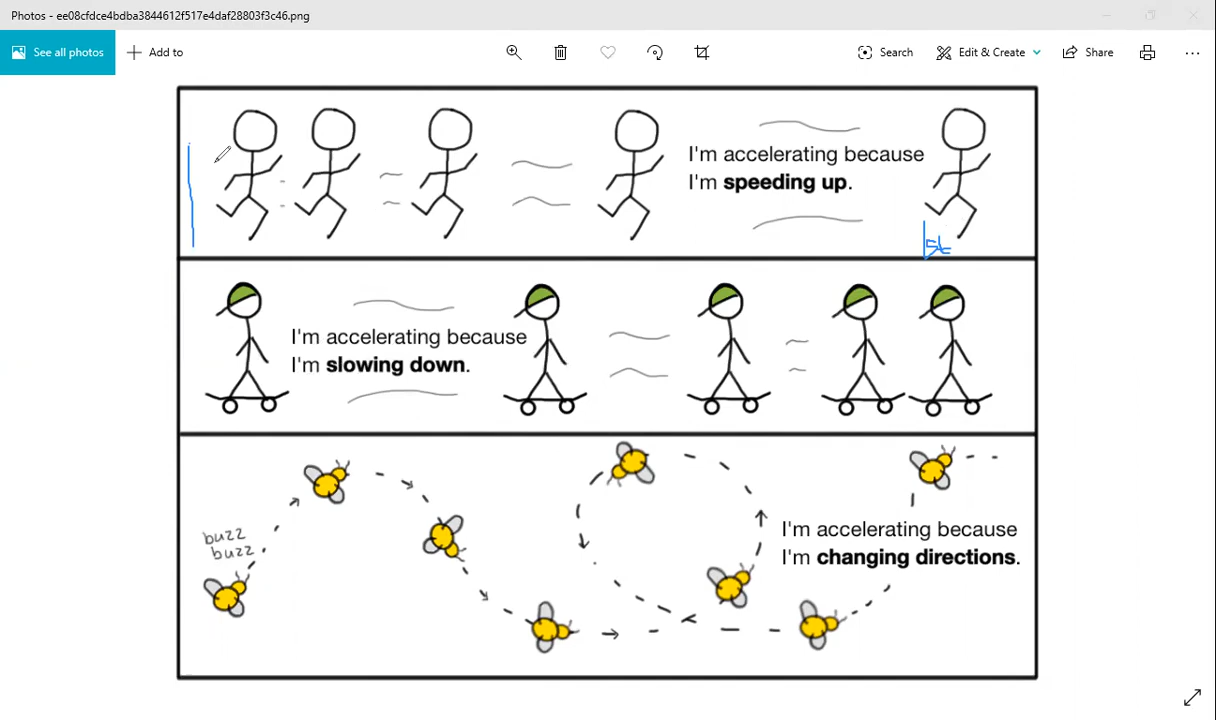 Photos - ee08cfdce4bdba3844612f517e4daf28803f3c46.png
See all photos
Add to
Search
Edit & Create
Share
I'm accelerating because
I'm speeding up.
I'm accelerating because
I'm slowing down.
buzz
buzz
I'm accelerating because
I'm changing directions.